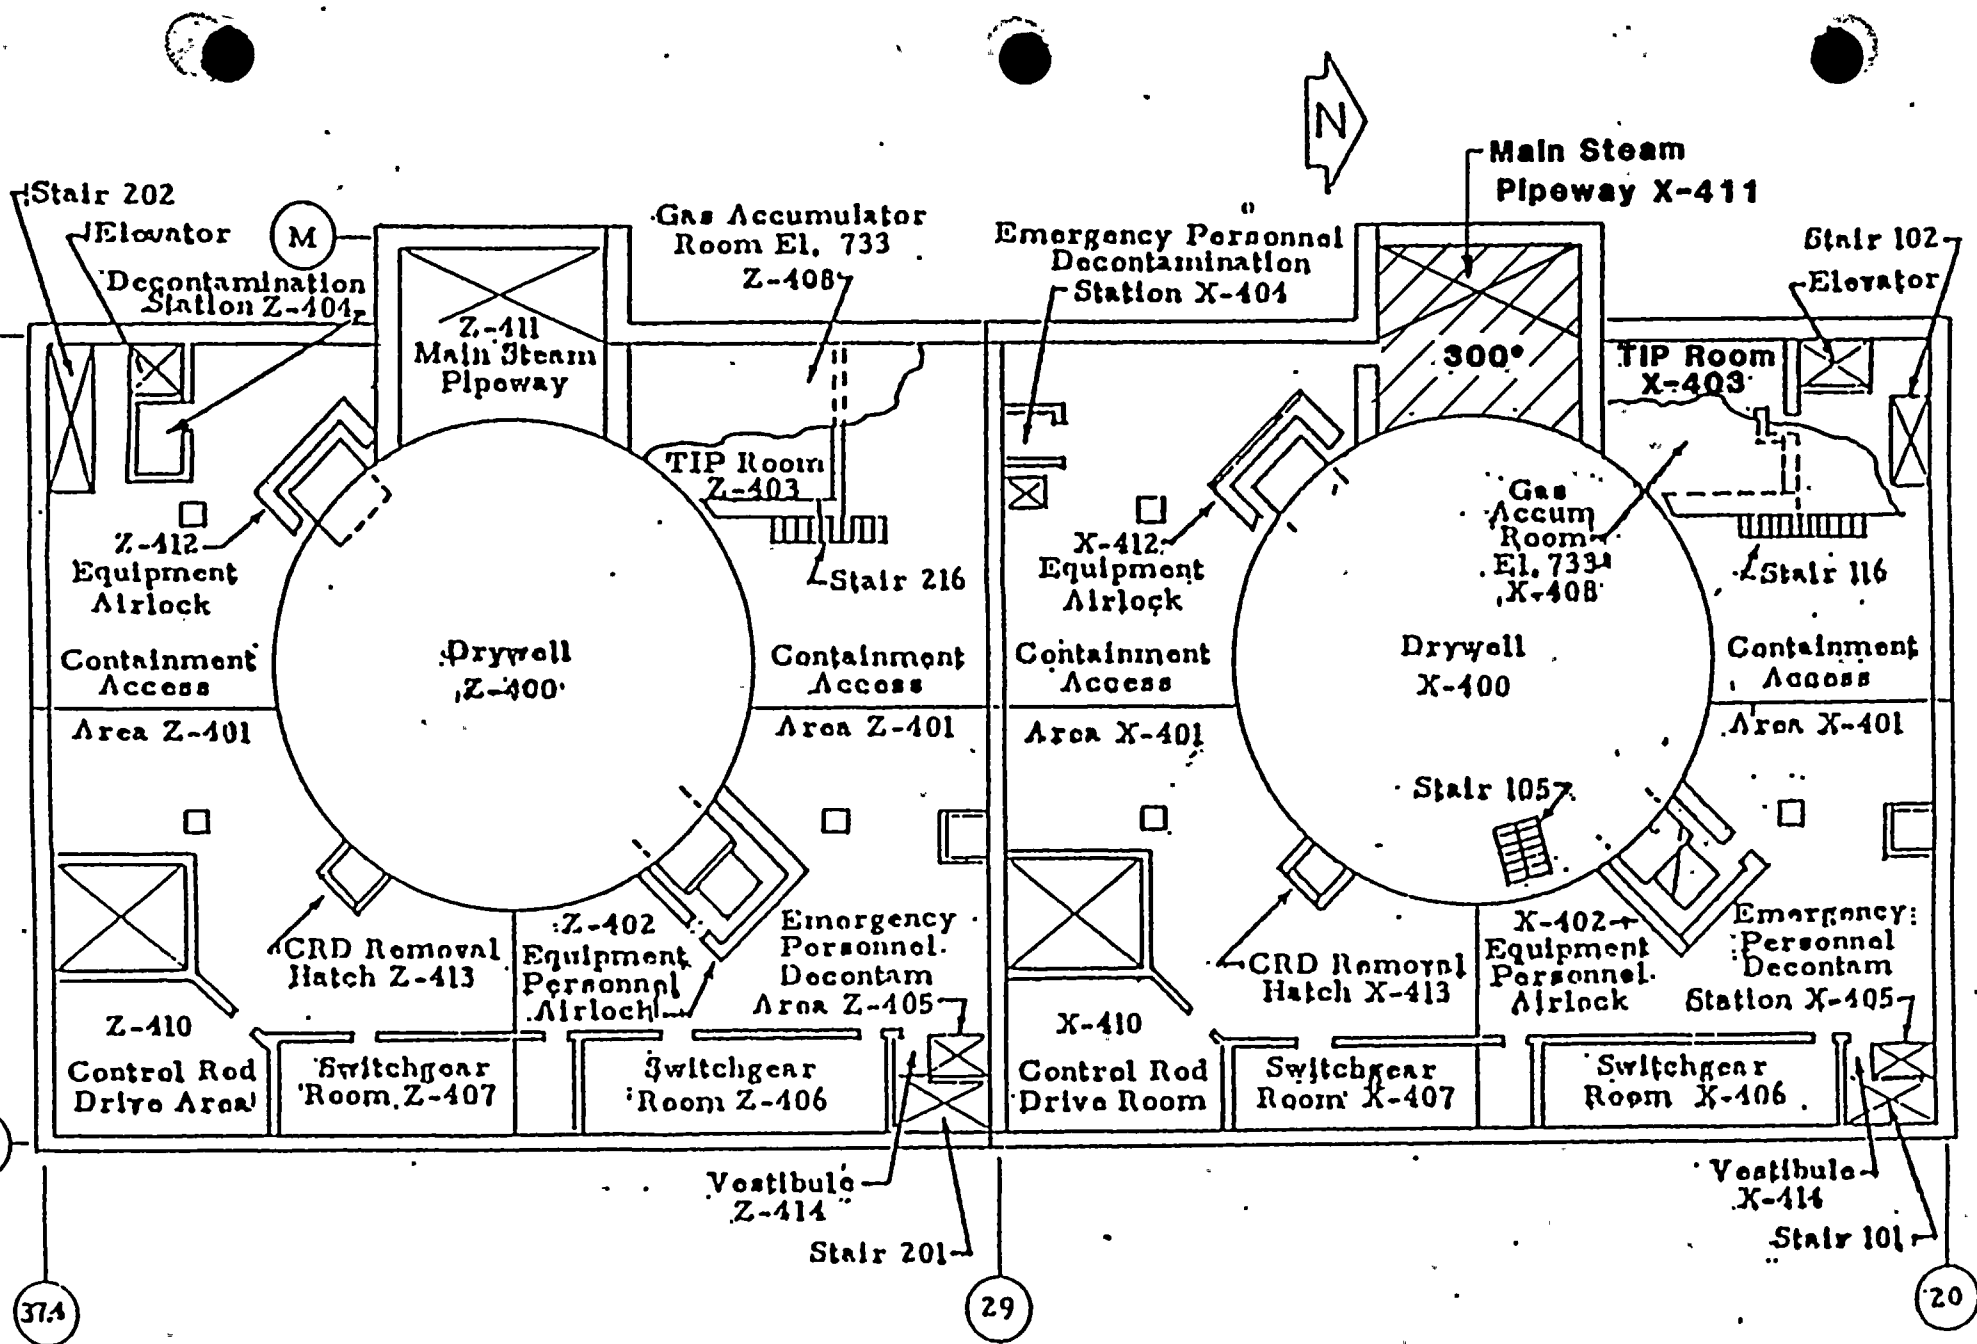 N
Main Steam
Pipeway X-411
Stair 202
Elevator
Decontamination
Station Z-404
M
Gas Accumulator
Room El. 733
Z-408
Emergency Personnel
Decontamination
Station X-404
Stair 102
Elevator
Z-411
Main Steam
Pipeway
300°
TIP Room
X-403
TIP Room
Z-403
Z-412
Equipment
Airlock
Stair 216
X-412
Equipment
Airlock
Gas
Accum
Room
El. 733
X-408
Stair 116
Containment
Access
Area Z-401
Drywell
Z-400
Containment
Access
Area Z-401
Containment
Access
Area X-401
Drywell
X-400
Containment
Access
Area X-401
Stair 105
CRD Removal
Hatch Z-413
Z-402
Equipment
Personnel
Airlock
Emergency
Personnel
Decontam
Area Z-405
CRD Removal
Hatch X-413
X-402
Equipment
Personnel
Airlock
Emergency
Personnel
Decontam
Station X-405
Z-410
Control Rod
Drive Area
Switchgear
Room Z-407
Switchgear
Room Z-406
X-410
Control Rod
Drive Room
Switchgear
Room X-407
Switchgear
Room X-406
Vestibule
Z-414
Stair 201
Vestibule
X-414
Stair 101
37.4
29
20